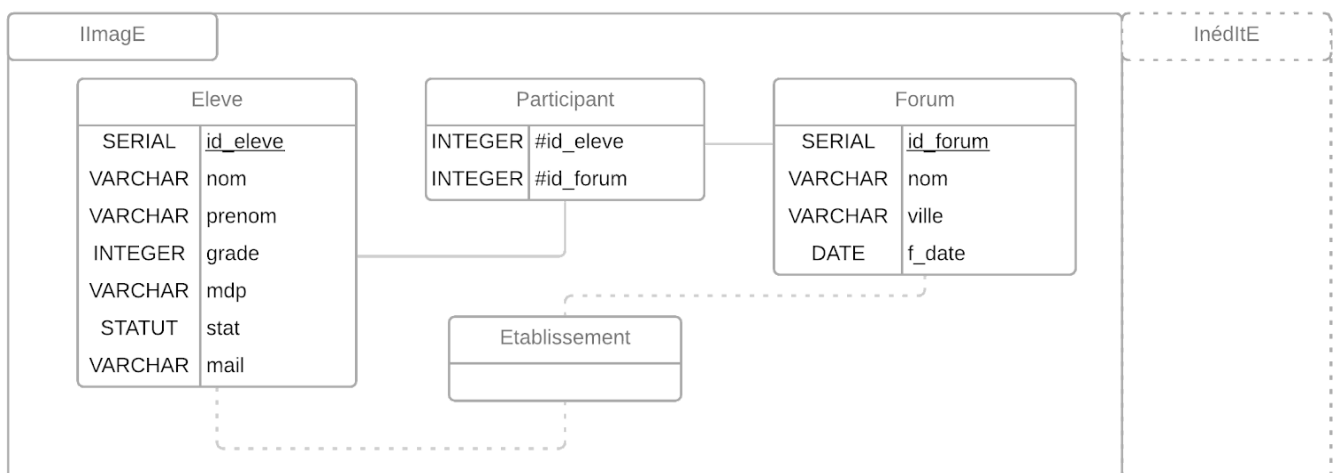 IImagE
InédItE
Eleve
SERIAL id_eleve
VARCHAR nom
VARCHAR prenom
INTEGER grade
VARCHAR mdp
STATUT stat
VARCHAR mail
Participant
INTEGER #id_eleve
INTEGER #id_forum
Forum
SERIAL id_forum
VARCHAR nom
VARCHAR ville
DATE f_date
Etablissement